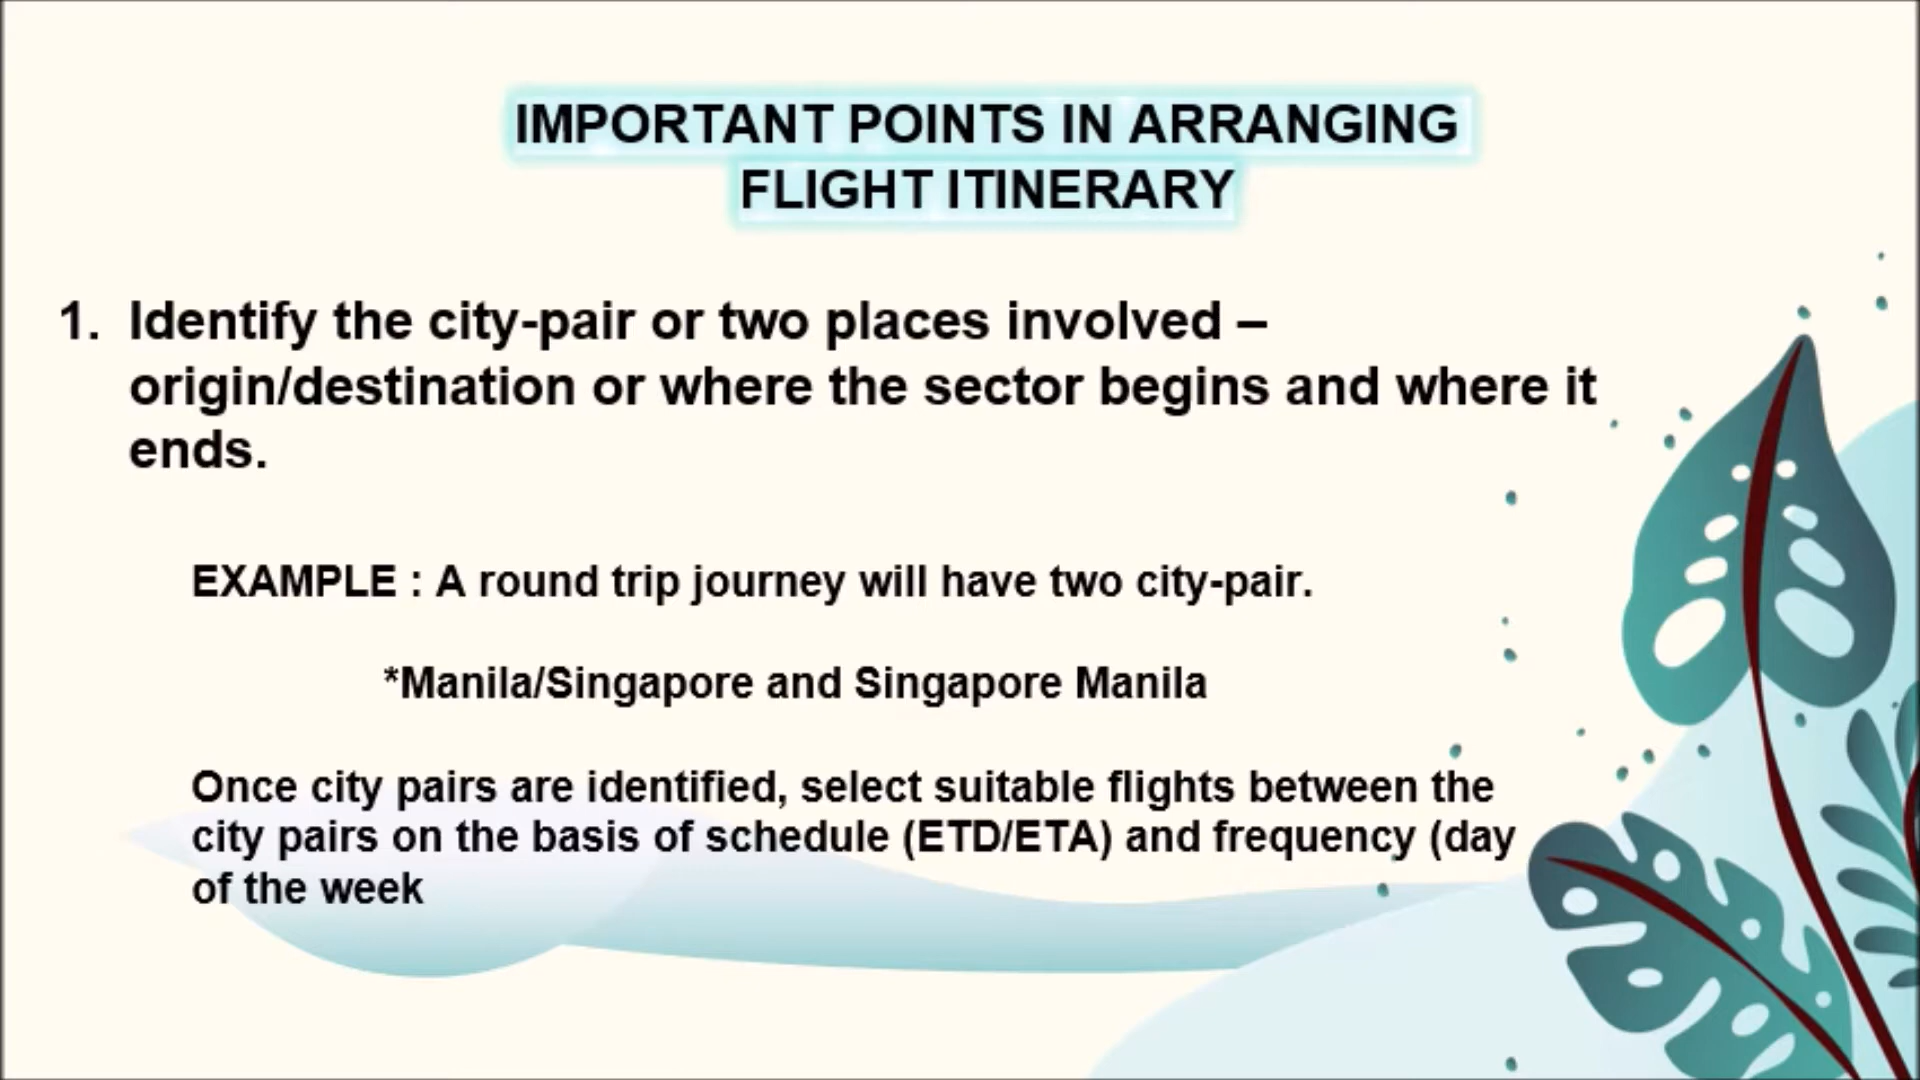 IMPORTANT POINTS IN ARRANGING
FLIGHT ITINERARY
1. Identify the city-pair or two places involved –
origin/destination or where the sector begins and where it
ends.
EXAMPLE : A round trip journey will have two city-pair.
*Manila/Singapore and Singapore Manila
Once city pairs are identified, select suitable flights between the
city pairs on the basis of schedule (ETD/ETA) and frequency (day
of the week